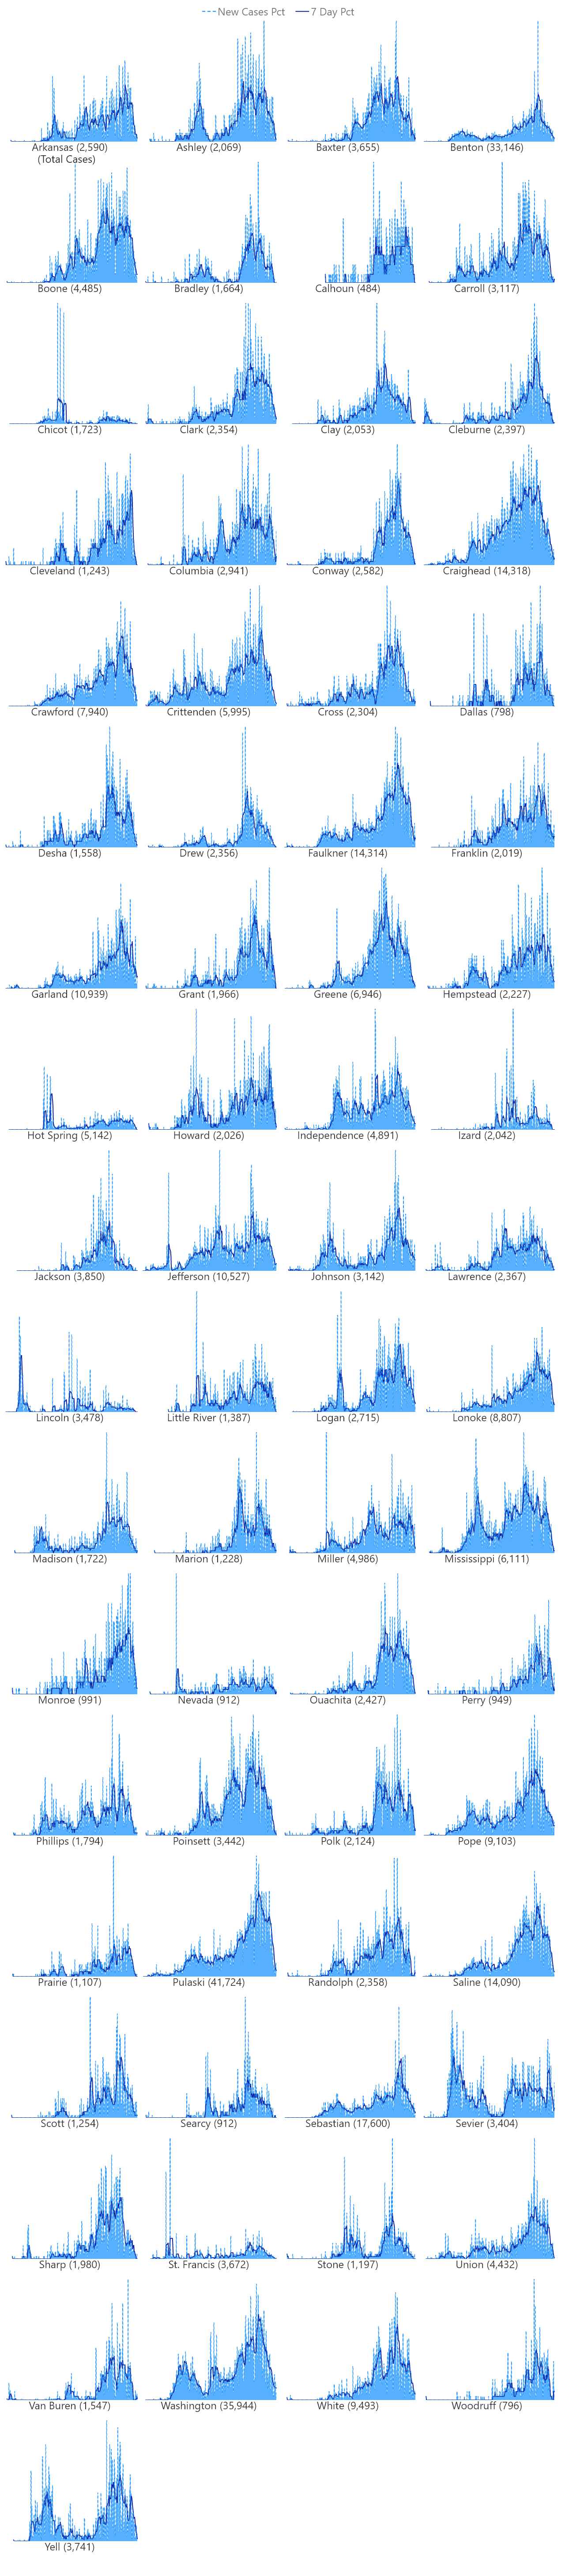 New Cases Pct 7 Day Pct
Arkansas (2,590) Ashley (2,069) Baxter (3,655) Benton (33,146)
(Total Cases)
Boone (4,485) Bradley (1,664) Calhoun (484) Carroll (3,117)
Chicot (1,723) Clark (2,354) Clay (2,053) Cleburne (2,397)
Cleveland (1,243) Columbia (2,941) Conway (2,582) Craighead (14,318)
Crawford (7,940) Crittenden (5,995) Cross (2,304) Dallas (798)
Desha (1,558) Drew (2,356) Faulkner (14,314) Franklin (2,019)
Garland (10,939) Grant (1,966) Greene (6,946) Hempstead (2,227)
Hot Spring (5,142) Howard (2,026) Independence (4,891) Izard (2,042)
Jackson (3,850) Jefferson (10,527) Johnson (3,142) Lawrence (2,367)
Lincoln (3,478) Little River (1,387) Logan (2,715) Lonoke (8,807)
Madison (1,722) Marion (1,228) Miller (4,986) Mississippi (6,111)
Monroe (991) Nevada (912) Ouachita (2,427) Perry (949)
Phillips (1,794) Poinsett (3,442) Polk (2,124) Pope (9,103)
Prairie (1,107) Pulaski (41,724) Randolph (2,358) Saline (14,090)
Scott (1,254) Searcy (912) Sebastian (17,600) Sevier (3,404)
Sharp (1,980) St. Francis (3,672) Stone (1,197) Union (4,432)
Van Buren (1,547) Washington (35,944) White (9,493) Woodruff (796)
Yell (3,741)